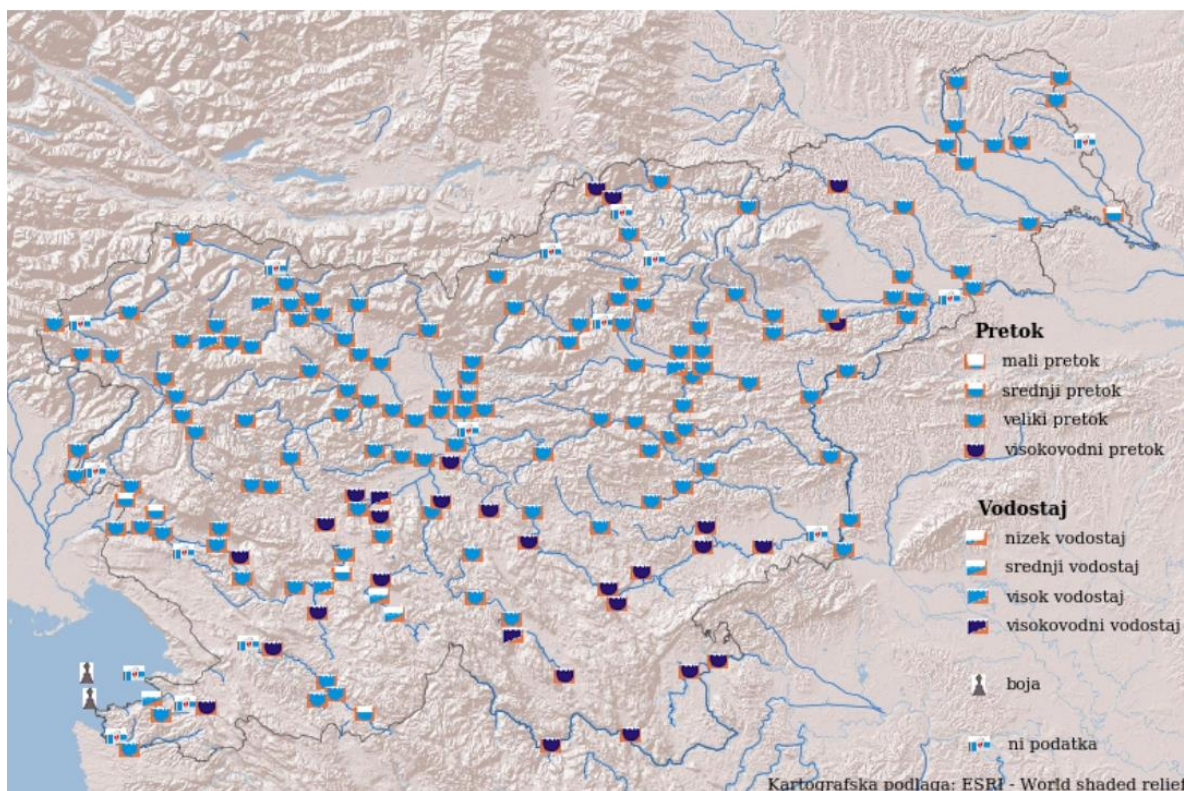 Pretok
mali pretok
srednji pretok
veliki pretok
visokovodni pretok
Vodostaj
nizek vodostaj
srednji vodostaj
visok vodostaj
visokovodni vodostaj
boja
ni podatka
Kartografska podlaga: ESRI - World shaded relief